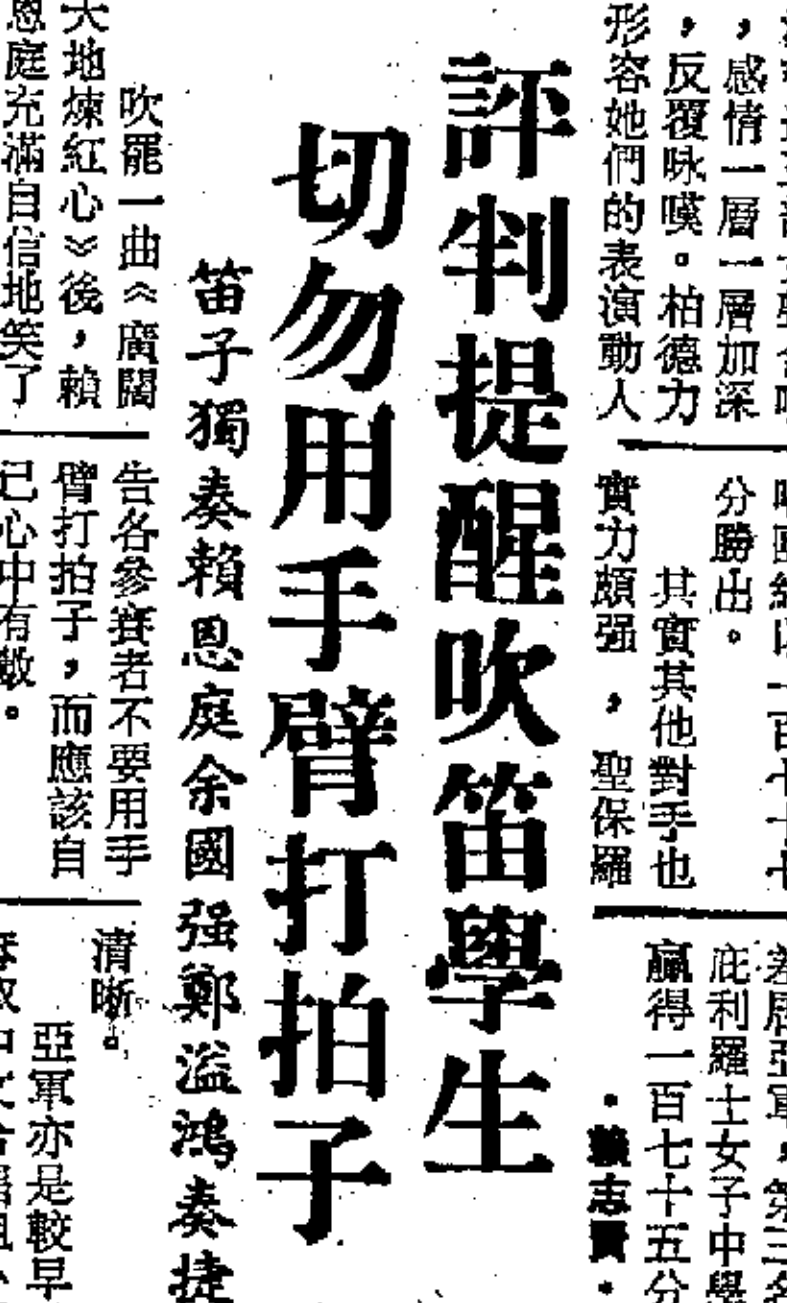 ，感情一層一層加深
，反覆咏嘆。柏德力
形容她們的表演動人
分勝出。
其實其他對手也
實力頗强，聖保羅
庇利羅士女子中學
贏得一百七十五分
・賴志賢・
評判提醒吹笛學生
切勿用手臂打拍子
笛子獨奏賴恩庭余國强鄭溢鴻奏捷
吹罷一曲《廣闊
天地煉紅心》後，賴
恩庭充滿自信地笑了
告各參賽者不要用手
臂打拍子，而應該自
己心中有數。
清晰。
亞軍亦是較早